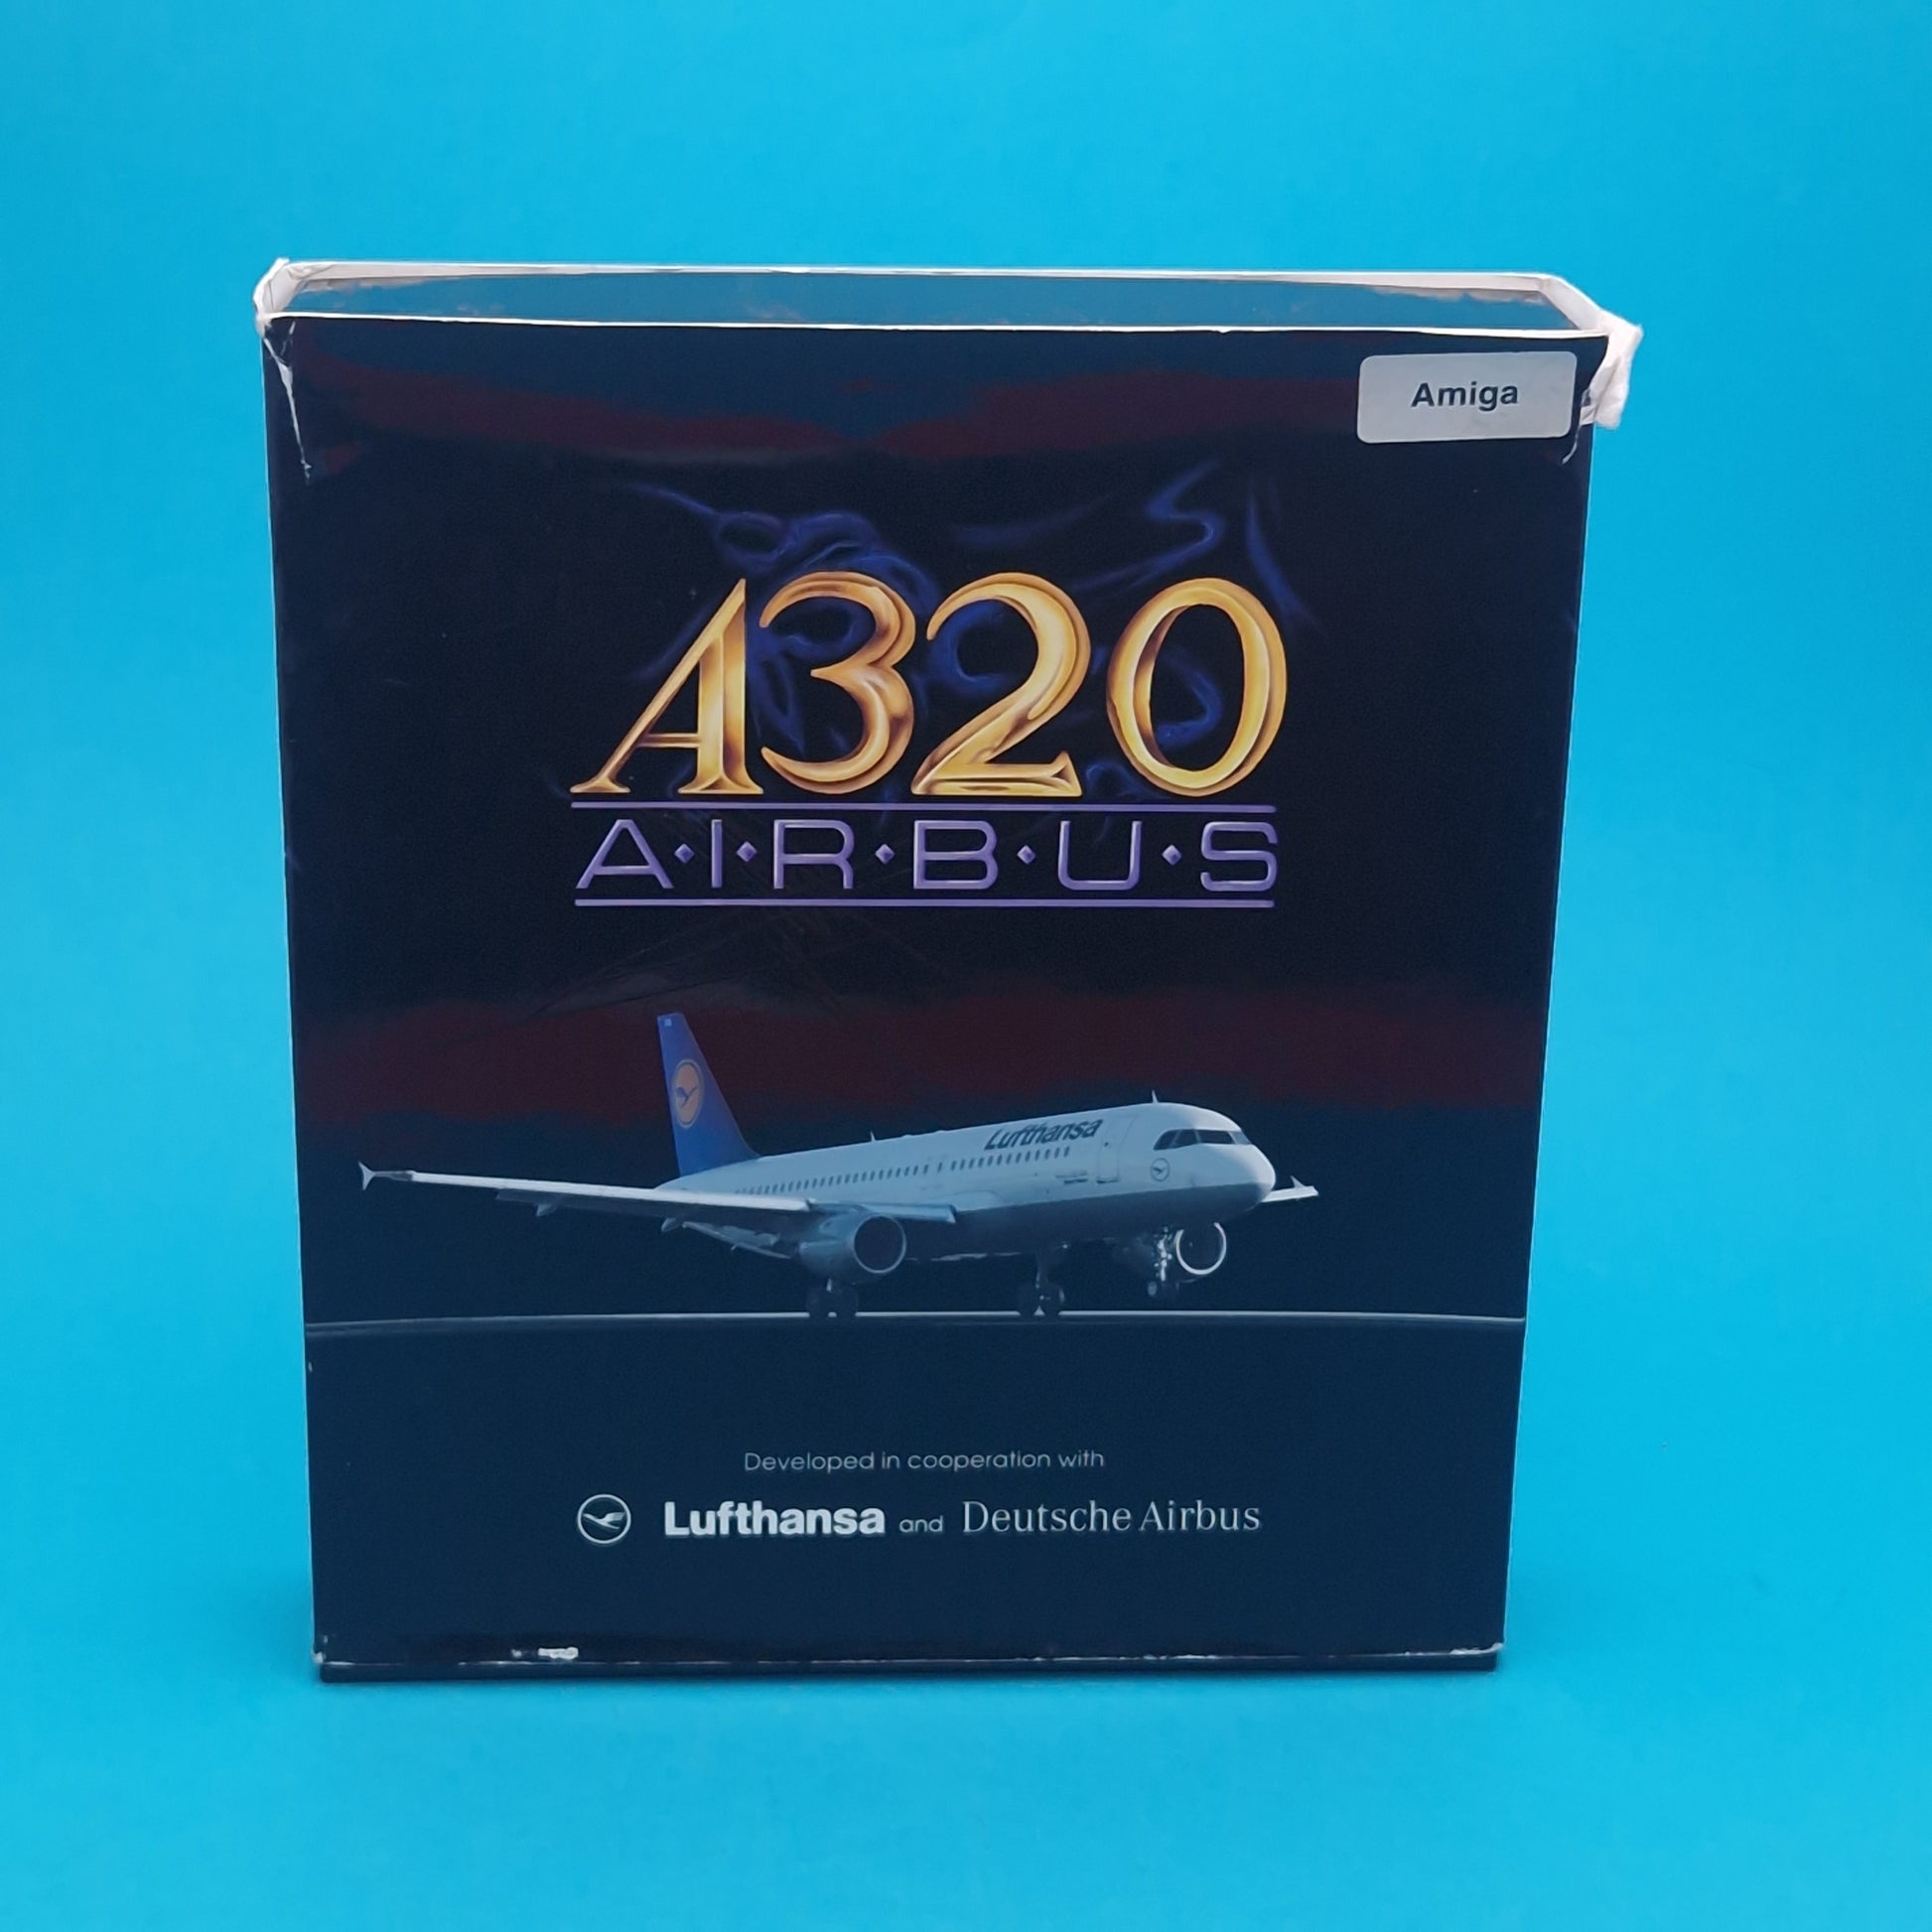 Amiga
A320
A·I·R·B·U·S
Lufthansa
Developed in cooperation with
Lufthansa and Deutsche Airbus